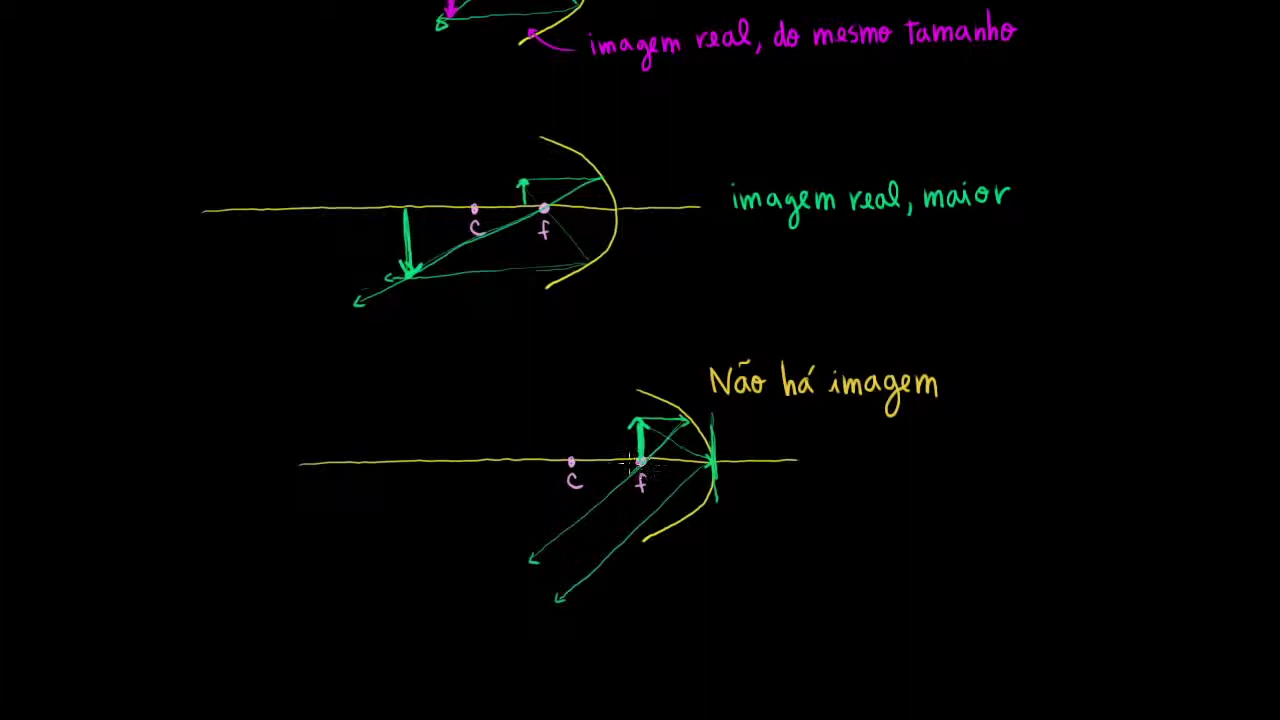 imagem real, do mesmo tamanho
imagem real, maior
C
f
Não há imagem
C
f